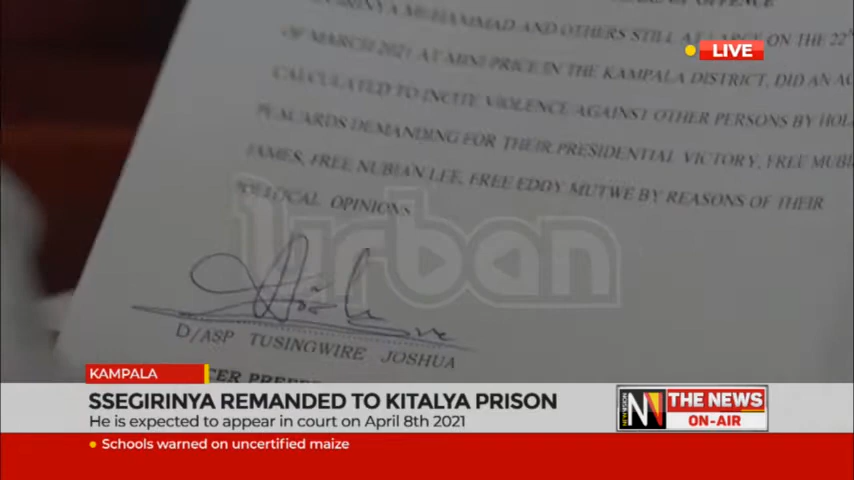 OF OFFENCE
MUHAMMAD AND OTHERS STILL AT LARGE ON THE 22
OF MARCH 2021 AT MINI PRICE IN THE KAMPALA DISTRICT, DID AN AC
CALCULATED TO INCITE VIOLENCE AGAINST OTHER PERSONS BY HOL
PLACARDS DEMANDING FOR THEIR PRESIDENTIAL VICTORY, FREE MUBI
JAMES, FREE NUBIAN LEE, FREE EDDY MUTWE BY REASONS OF THEIR
POLITICAL OPINIONS
D/ASP TUSINGWIRE JOSHUA
LIVE
urban
KAMPALA
SSEGIRINYA REMANDED TO KITALYA PRISON
He is expected to appear in court on April 8th 2021
Schools warned on uncertified maize
THE NEWS
ON-AIR